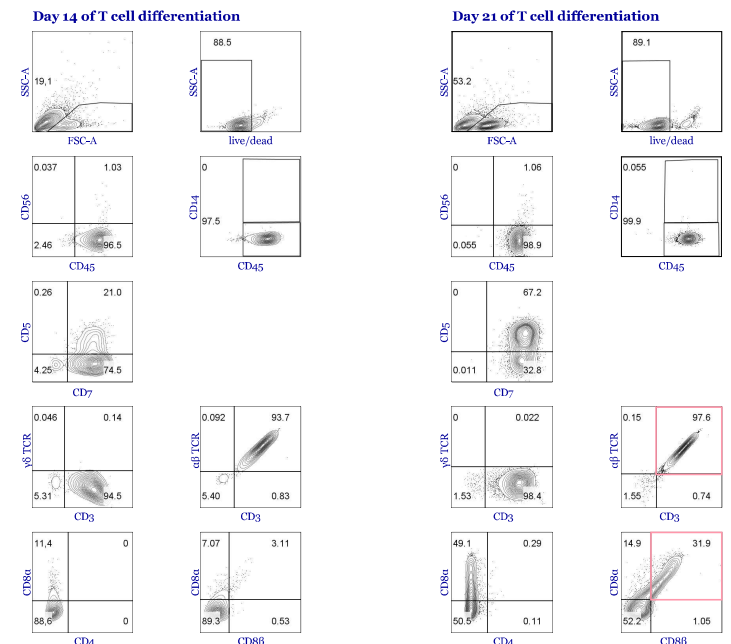 Day 14 of T cell differentiation
Day 21 of T cell differentiation
SSC-A
19,1
FSC-A
SSC-A
88.5
live/dead
SSC-A
53.2
FSC-A
SSC-A
89.1
live/dead
CD56
0.037
1.03
2.46
96.5
CD45
CD14
0
97.5
CD45
CD56
0
1.06
0.055
98.9
CD45
CD14
0.055
99.9
CD45
CD5
0.26
21.0
4.25
74.5
CD7
CD5
0
67.2
0.011
32.8
CD7
γδ TCR
0.046
0.14
5.31
94.5
CD3
αβ TCR
0.092
93.7
5.40
0.83
CD3
γδ TCR
0
0.022
1.53
98.4
CD3
αβ TCR
0.15
97.6
1.55
0.74
CD3
CD8α
11,4
0
88,6
0
CD4
CD8α
7.07
3.11
89.3
0.53
CD8β
CD8α
49.1
0.29
50.5
0.11
CD4
CD8α
14.9
31.9
52.2
1.05
CD8β